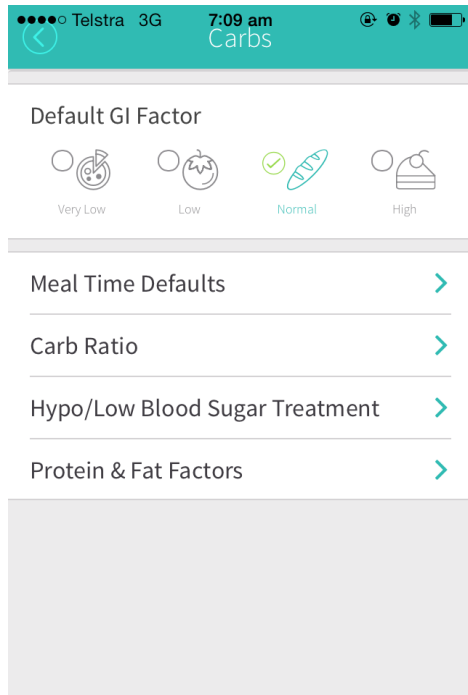 Telstra 3G 7:09 am
Carbs
Default GI Factor
Very Low Low Normal High
Meal Time Defaults
Carb Ratio
Hypo/Low Blood Sugar Treatment
Protein & Fat Factors